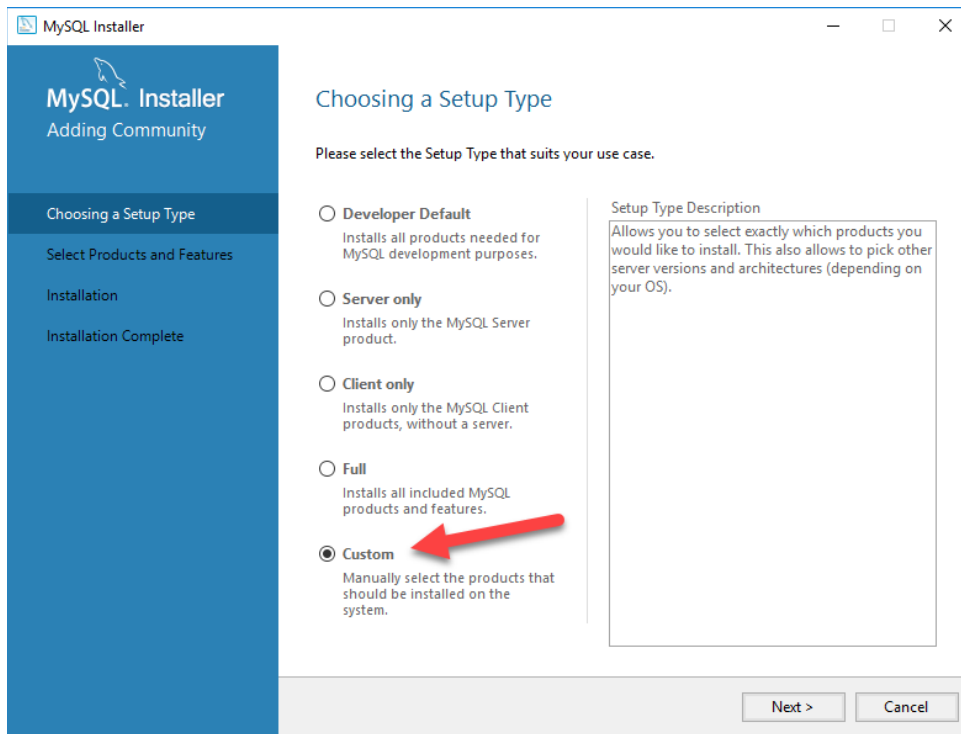 MySQL Installer
MySQL. Installer
Adding Community
Choosing a Setup Type
Select Products and Features
Installation
Installation Complete
Choosing a Setup Type
Please select the Setup Type that suits your use case.
Developer Default
Installs all products needed for
MySQL development purposes.
Server only
Installs only the MySQL Server
product.
Client only
Installs only the MySQL Client
products, without a server.
Full
Installs all included MySQL
products and features.
Custom
Manually select the products that
should be installed on the
system.
Setup Type Description
Allows you to select exactly which products you
would like to install. This also allows to pick other
server versions and architectures (depending on
your OS).
Next >
Cancel